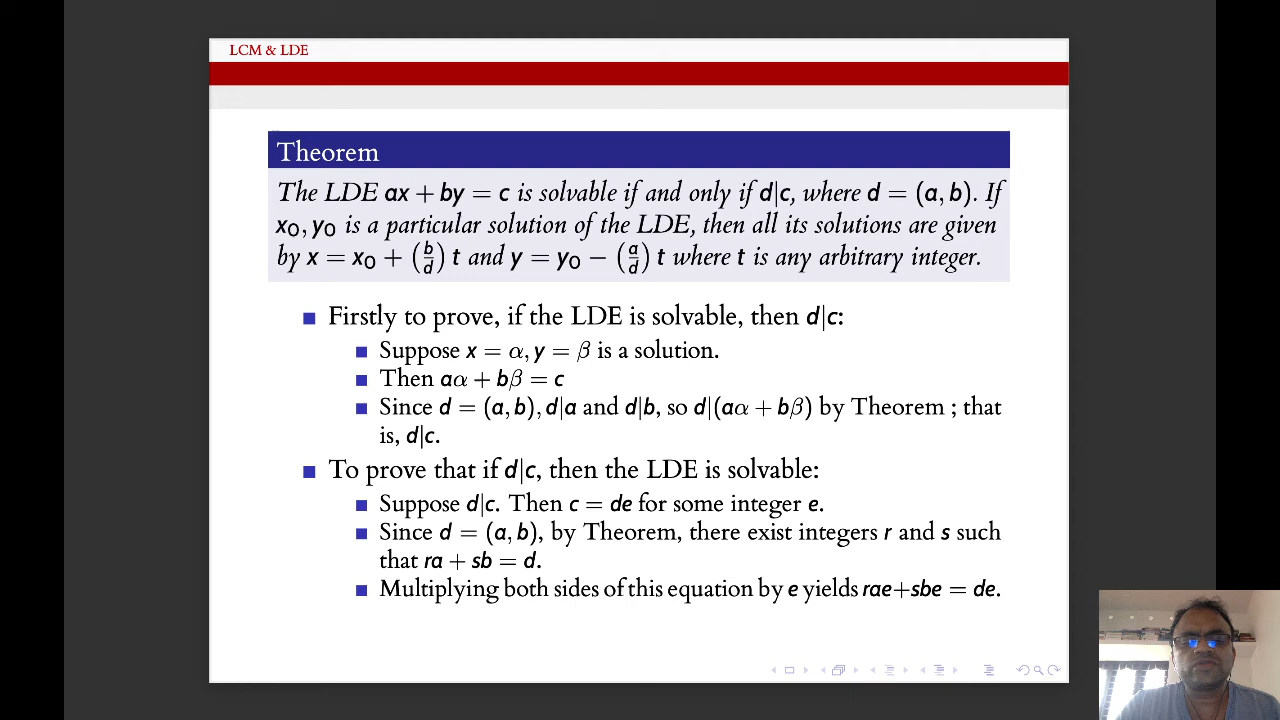 LCM & LDE
Theorem
The LDE ax + by = c is solvable if and only if d|c, where d = (a, b). If
x₀, y₀ is a particular solution of the LDE, then all its solutions are given
by x = x₀ + (b/d) t and y = y₀ − (a/d) t where t is any arbitrary integer.
Firstly to prove, if the LDE is solvable, then d|c:
Suppose x = α, y = β is a solution.
Then aα + bβ = c
Since d = (a, b), d|a and d|b, so d|(aα + bβ) by Theorem ; that
is, d|c.
To prove that if d|c, then the LDE is solvable:
Suppose d|c. Then c = de for some integer e.
Since d = (a, b), by Theorem, there exist integers r and s such
that ra + sb = d.
Multiplying both sides of this equation by e yields rae+sbe = de.